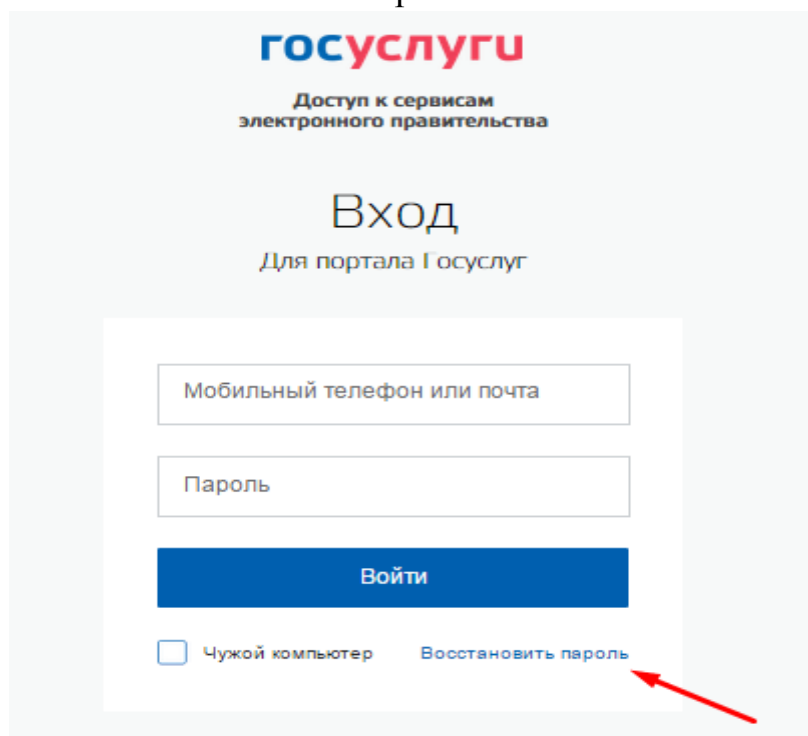 госуслуги
Доступ к сервисам
электронного правительства
Вход
Для портала Госуслуг
Мобильный телефон или почта
Пароль
Войти
Чужой компьютер Восстановить пароль